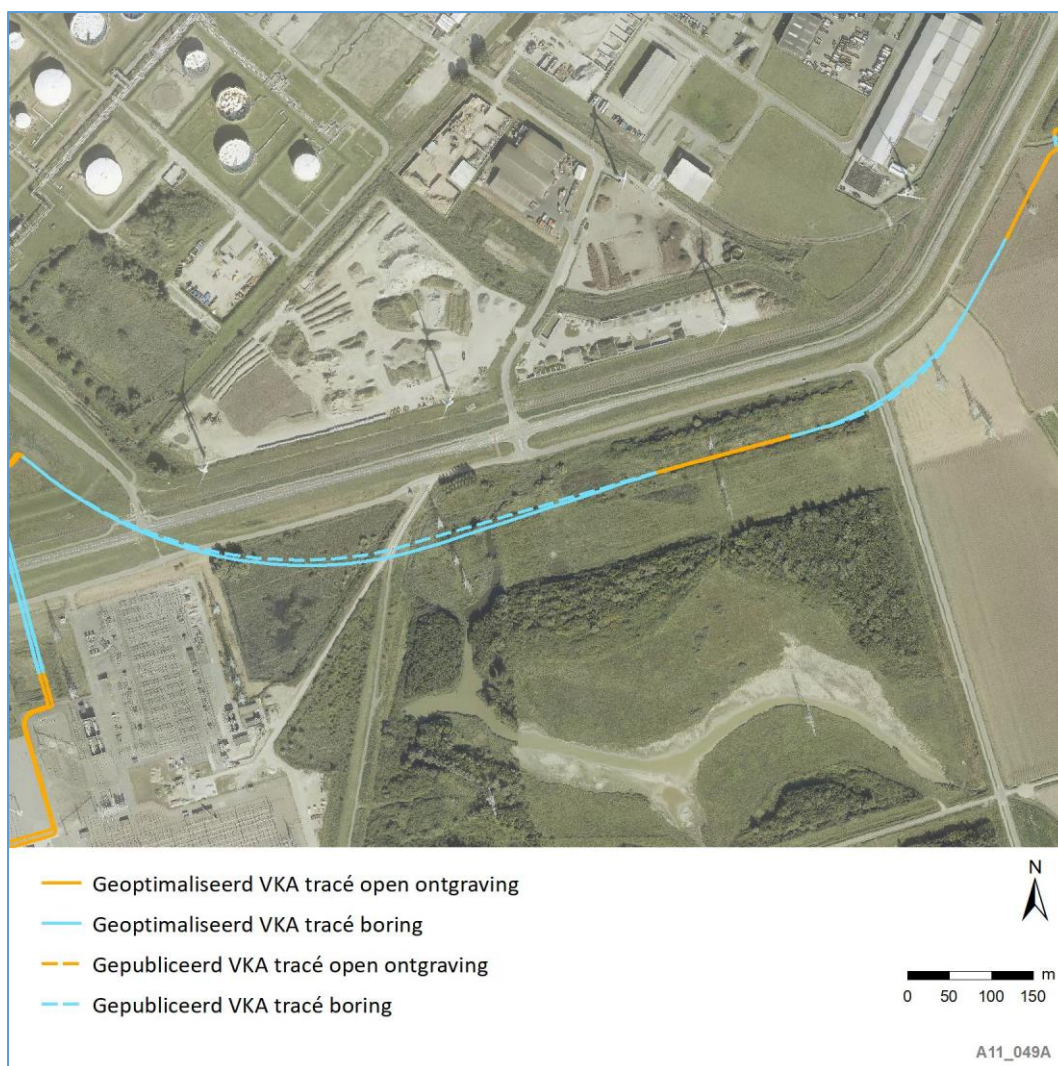 Geoptimaliseerd VKA tracé open ontgraving
Geoptimaliseerd VKA tracé boring
Gepubliceerd VKA tracé open ontgraving
Gepubliceerd VKA tracé boring
N
m
0 50 100 150
A11_049A